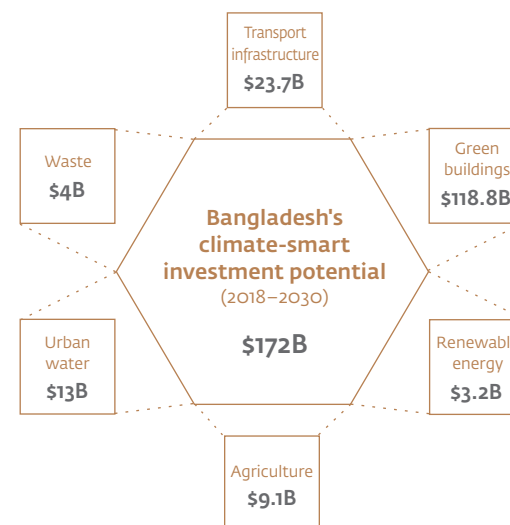 Transport
infrastructure
$23.7B
Waste
$4B
Green
buildings
$118.8B
Bangladesh's
climate-smart
investment potential
(2018–2030)
$172B
Urban
water
$13B
Renewabl
energy
$3.2B
Agriculture
$9.1B